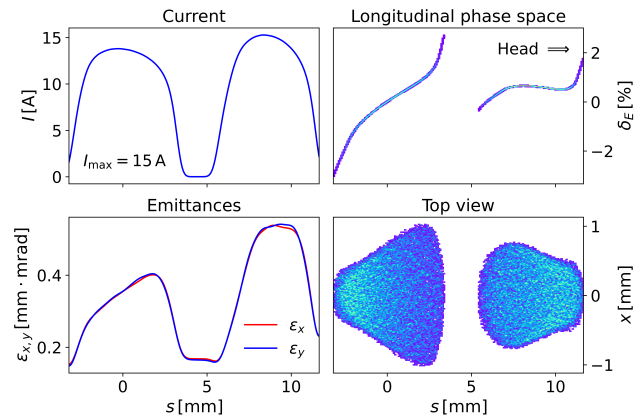 Current
Longitudinal phase space
I [A]
15
10
5
0
I_max = 15 A
Head ⟹
2
0
−2
δ_E [%]
Emittances
Top view
ε_x,y [mm · mrad]
0.4
0.2
ε_x
ε_y
1
0
−1
x [mm]
0 5 10
0 5 10
s [mm]
s [mm]